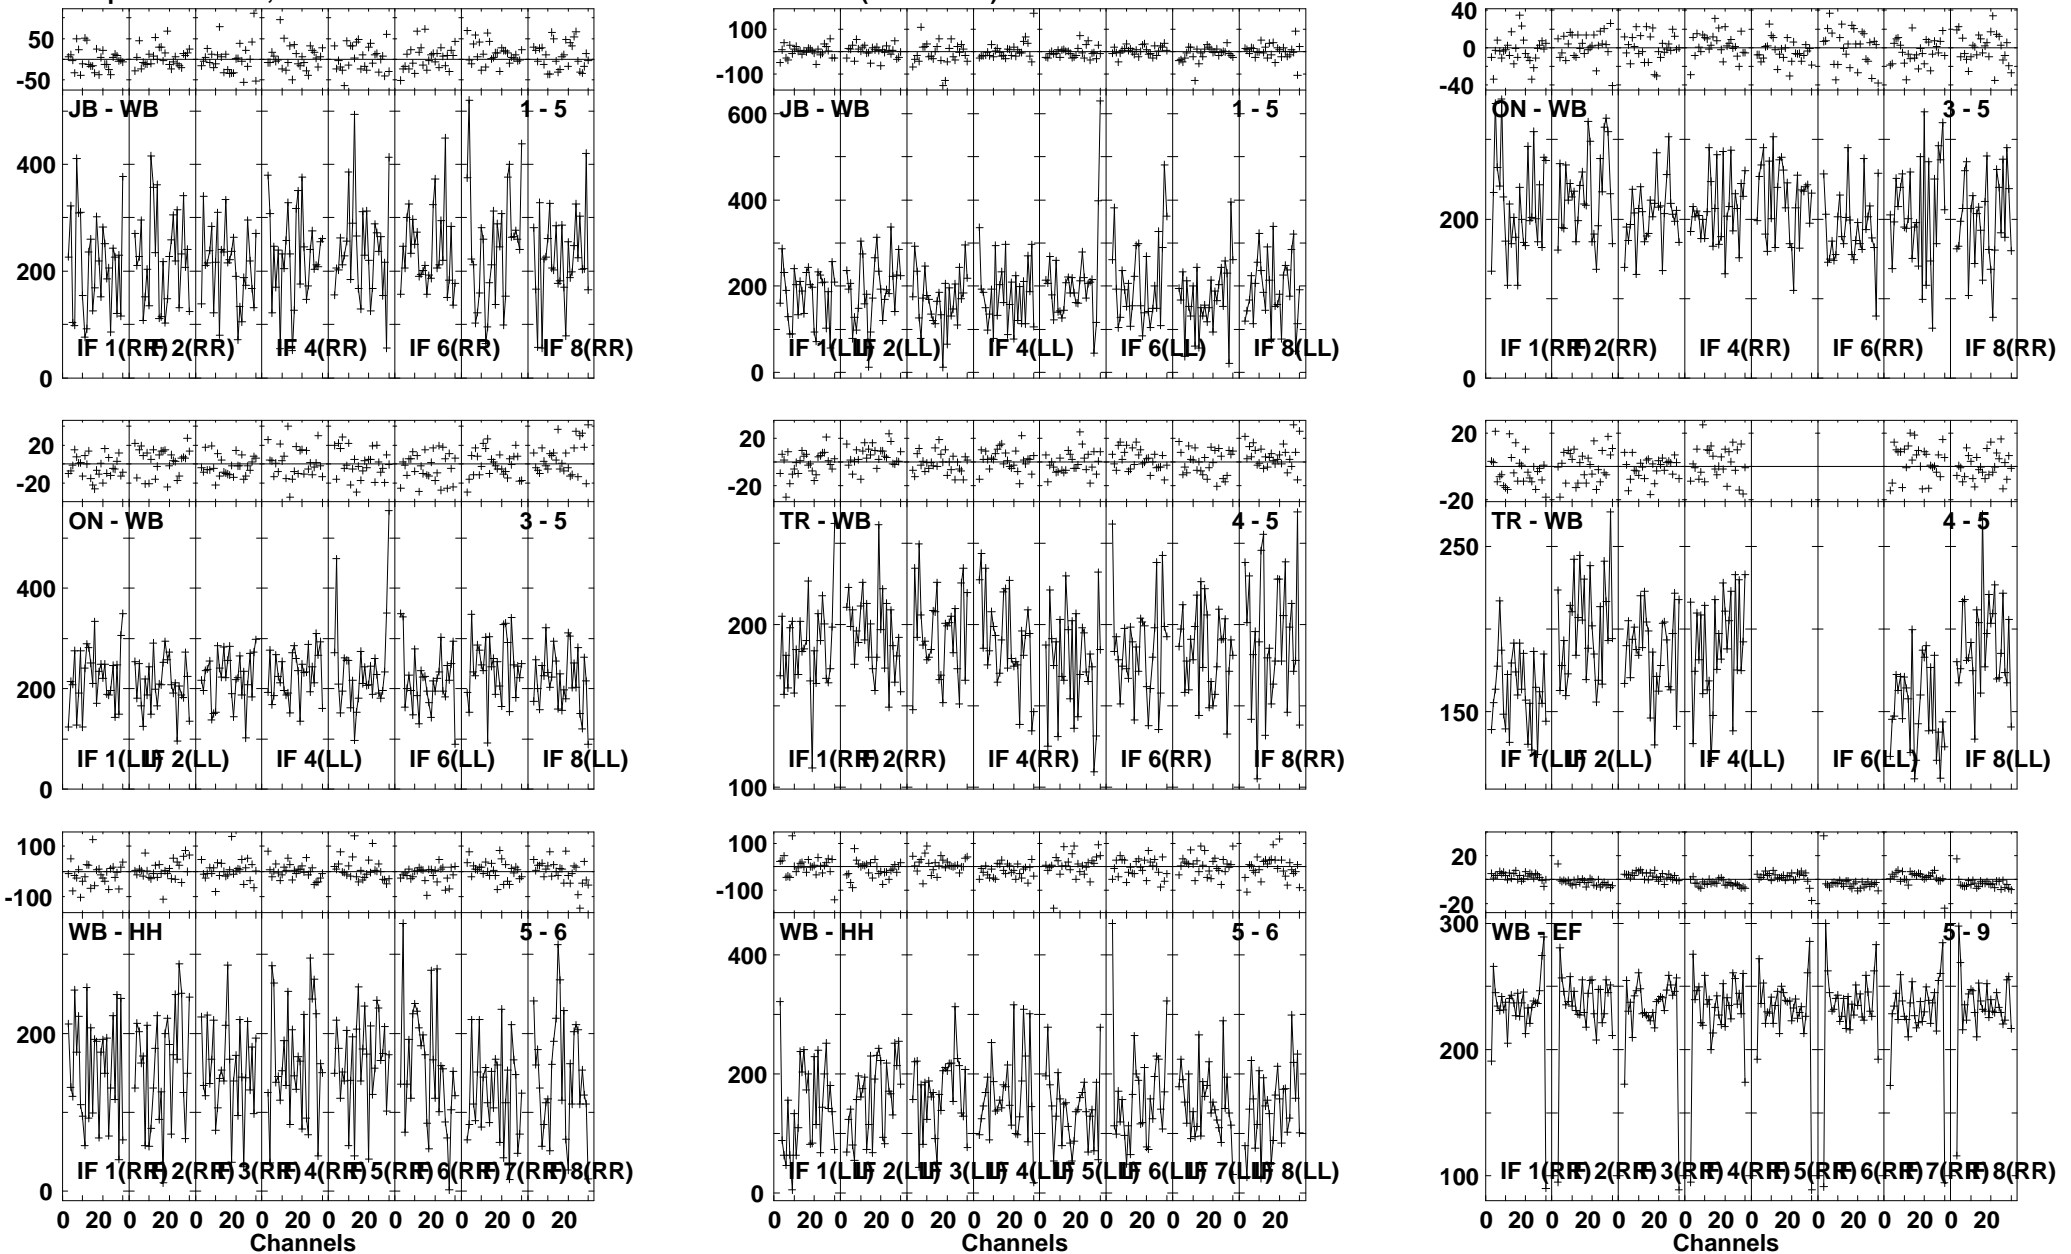 50 100 40
0
-50 -100 -40
JB - WB 1 - 5 JB - WB 1 - 5 ON - WB 3 - 5
600
400 400
200 200 200
IF 1(RR) IF 2(RR) IF 4(RR) IF 6(RR) IF 8(RR) IF 1(LL) IF 2(LL) IF 4(LL) IF 6(LL) IF 8(LL) IF 1(RR) IF 2(RR) IF 4(RR) IF 6(RR) IF 8(RR)
0 0 0
20 20 20
-20 -20 -20
ON - WB 3 - 5 TR - WB 4 - 5 TR - WB 4 - 5
250
400
200 200
150
IF 1(LL) IF 2(LL) IF 4(LL) IF 6(LL) IF 8(LL) IF 1(RR) IF 2(RR) IF 4(RR) IF 6(RR) IF 8(RR) IF 1(LL) IF 2(LL) IF 4(LL) IF 6(LL) IF 8(LL)
0 100
100 100 20
-100 -100 -20
300
WB - HH 5 - 6 WB - HH 5 - 6 WB - EF 5 - 9
400
200 200 200
IF 1(RR) IF 2(RR) IF 3(RR) IF 4(RR) IF 5(RR) IF 6(RR) IF 7(RR) IF 8(RR) IF 1(LL) IF 2(LL) IF 3(LL) IF 4(LL) IF 5(LL) IF 6(LL) IF 7(LL) IF 8(LL) IF 1(RR) IF 2(RR) IF 3(RR) IF 4(RR) IF 5(RR) IF 6(RR) IF 7(RR) IF 8(RR)
0 0 100
0 20 0 20 0 20 0 20 0 20 0 20 0 20 0 20 0 20 0 20 0 20 0 20 0 20 0 20 0 20 0 20 0 20 0 20 0 20 0 20 0 20 0 20 0 20 0 20
Channels Channels